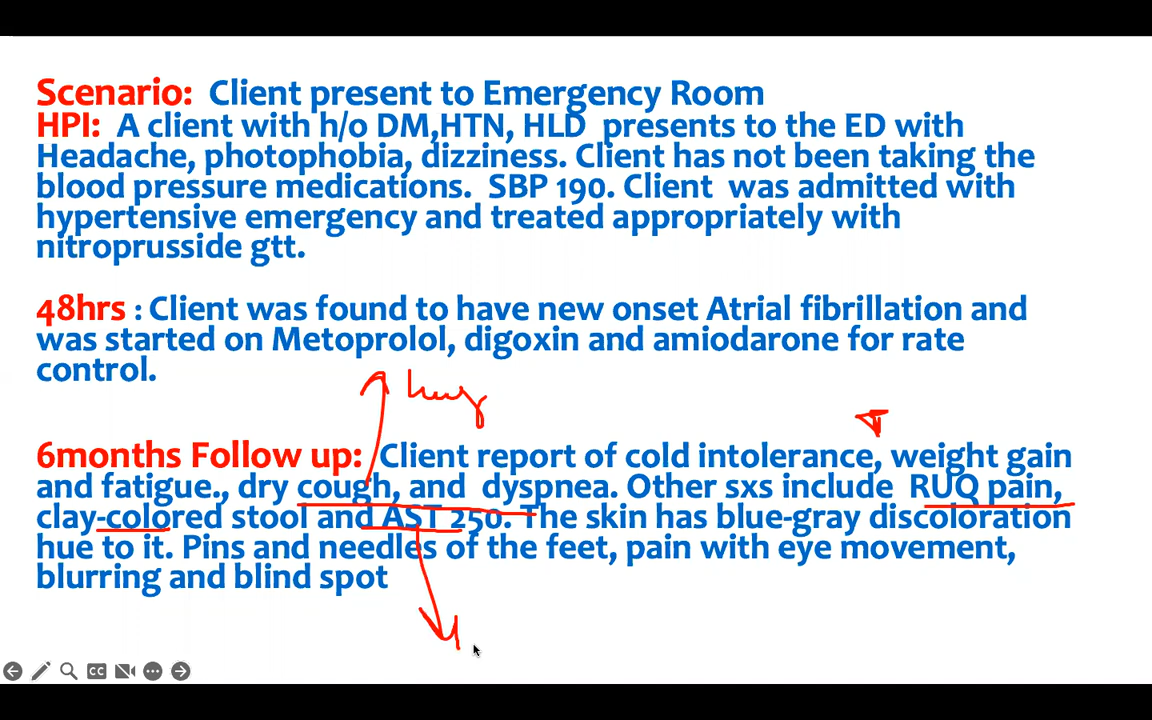 Scenario: Client present to Emergency Room
HPI: A client with h/o DM,HTN, HLD presents to the ED with
Headache, photophobia, dizziness. Client has not been taking the
blood pressure medications. SBP 190. Client was admitted with
hypertensive emergency and treated appropriately with
nitroprusside gtt.
48hrs : Client was found to have new onset Atrial fibrillation and
was started on Metoprolol, digoxin and amiodarone for rate
control.
6months Follow up: Client report of cold intolerance, weight gain
and fatigue., dry cough, and dyspnea. Other sxs include RUQ pain,
clay-colored stool and AST 250. The skin has blue-gray discoloration
hue to it. Pins and needles of the feet, pain with eye movement,
blurring and blind spot
CC